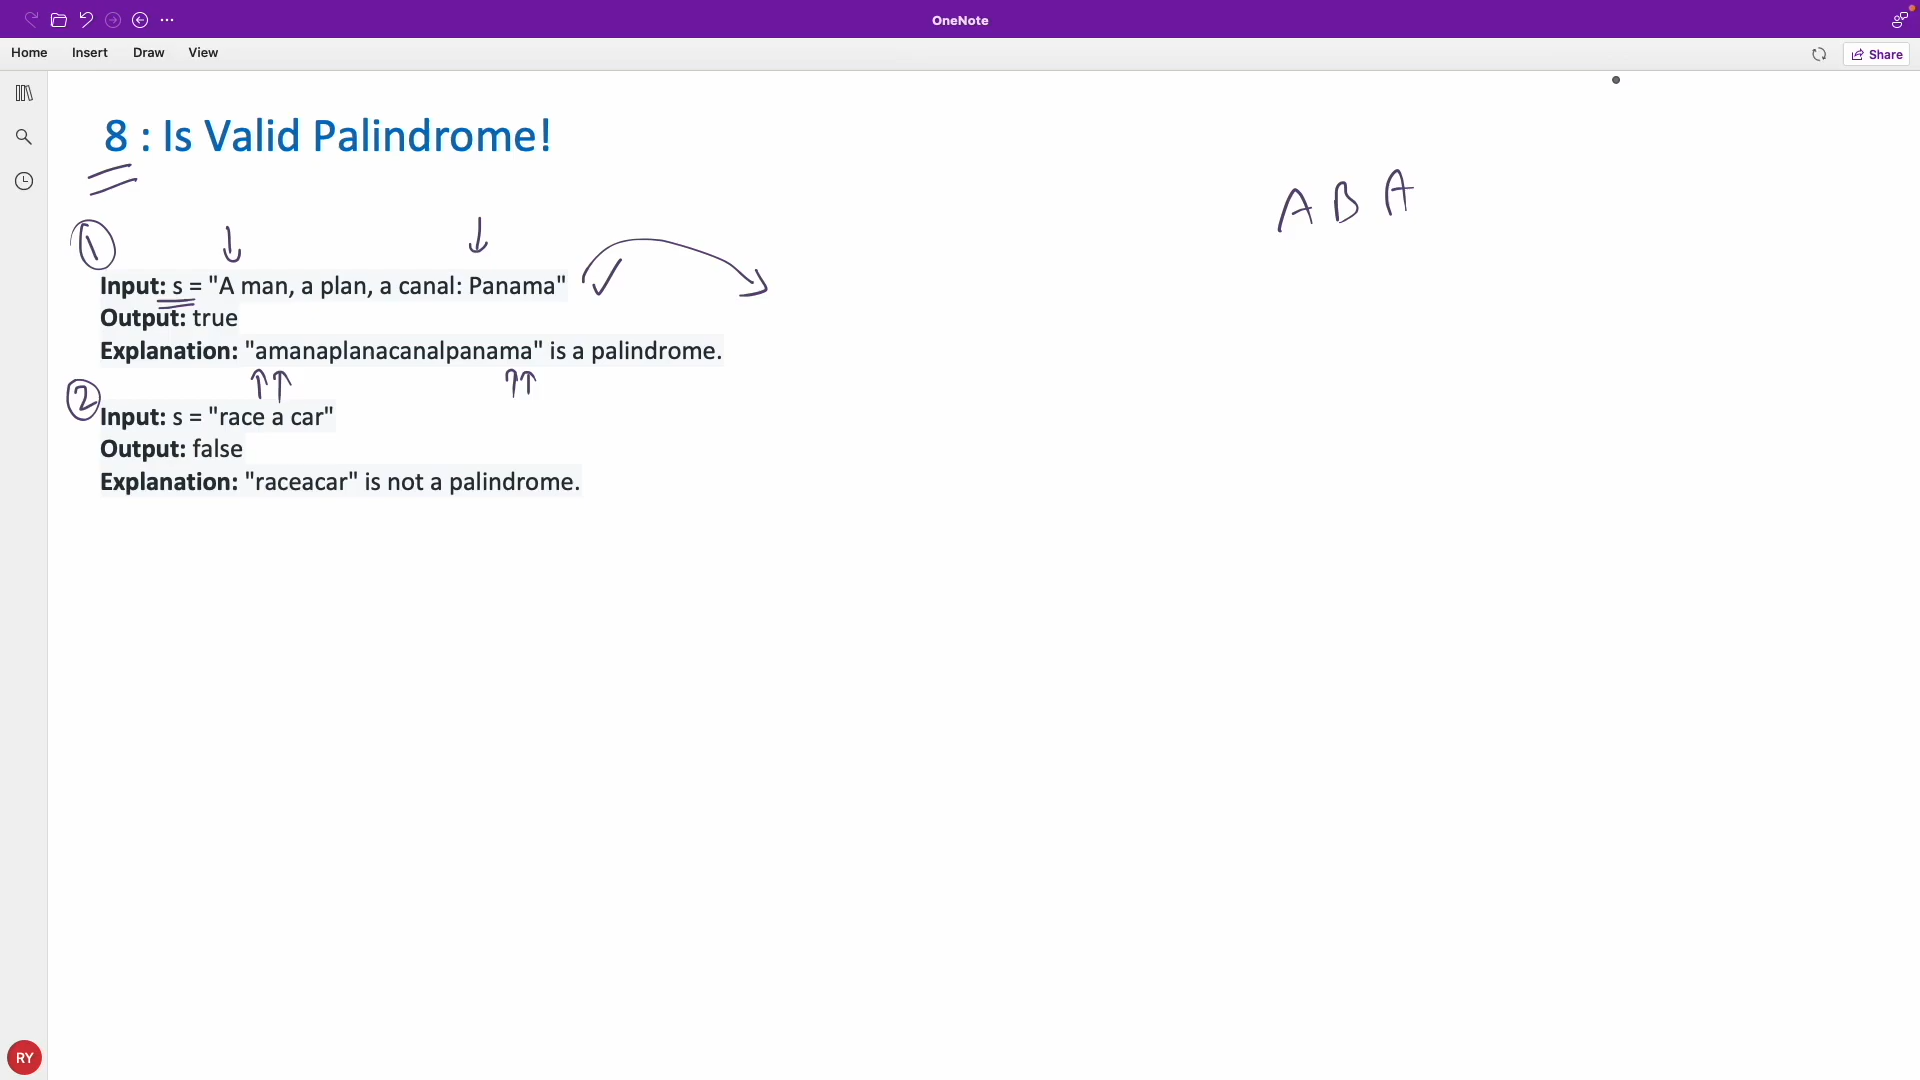 OneNote
Home Insert Draw View
Share
8 : Is Valid Palindrome!
A B A
1
Input: s = "A man, a plan, a canal: Panama"
Output: true
Explanation: "amanaplanacanalpanama" is a palindrome.
2
Input: s = "race a car"
Output: false
Explanation: "raceacar" is not a palindrome.
RY